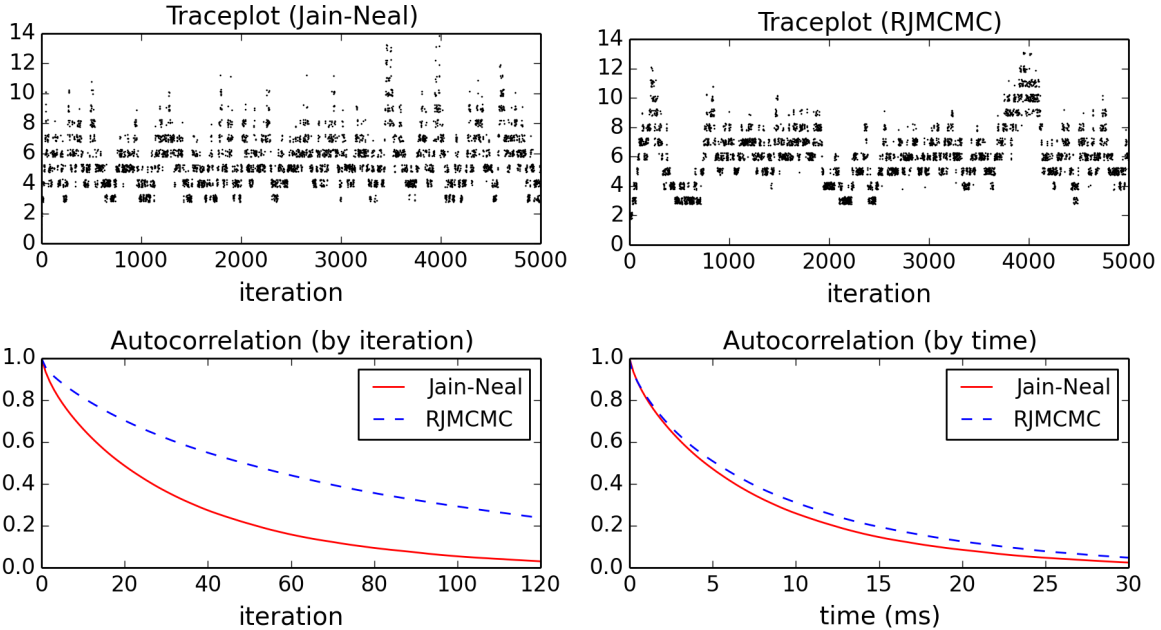 Traceplot (Jain-Neal)
14
12
10
8
6
4
2
0
0 1000 2000 3000 4000 5000
iteration
Traceplot (RJMCMC)
14
12
10
8
6
4
2
0
0 1000 2000 3000 4000 5000
iteration
Autocorrelation (by iteration)
1.0
0.8
0.6
0.4
0.2
0.0
Jain-Neal
RJMCMC
0 20 40 60 80 100 120
iteration
Autocorrelation (by time)
1.0
0.8
0.6
0.4
0.2
0.0
Jain-Neal
RJMCMC
0 5 10 15 20 25 30
time (ms)